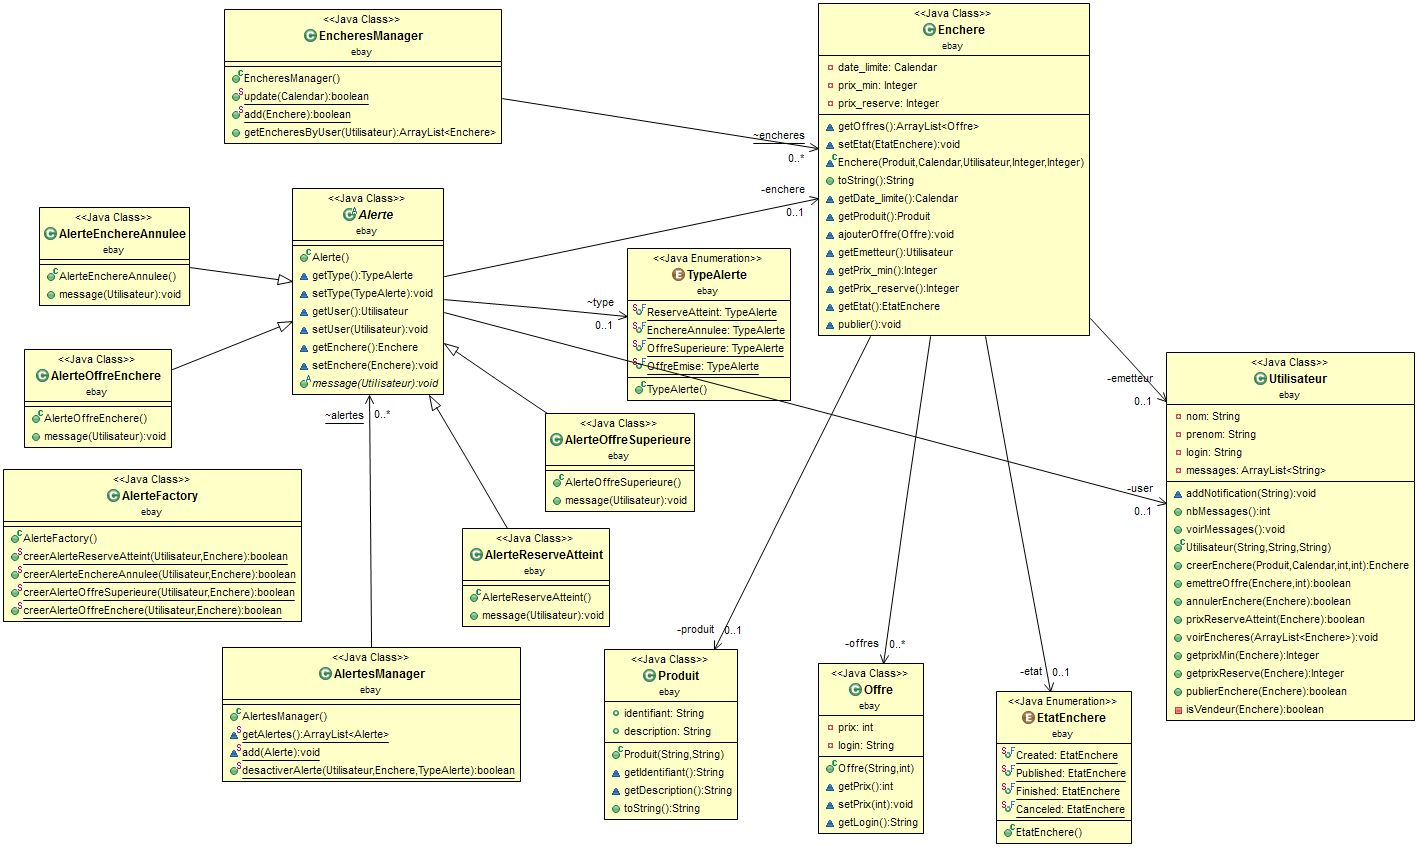 <<Java Class>>
EncheresManager
ebay
EncheresManager()
update(Calendar):boolean
add(Enchere):boolean
getEncheresByUser(Utilisateur):ArrayList<Enchere>
<<Java Class>>
Enchere
ebay
date_limite: Calendar
prix_min: Integer
prix_reserve: Integer
getOffres():ArrayList<Offre>
setEtat(EtatEnchere):void
Enchere(Produit,Calendar,Utilisateur,Integer,Integer)
toString():String
getDate_limite():Calendar
getProduit():Produit
ajouterOffre(Offre):void
getEmetteur():Utilisateur
getPrix_min():Integer
getPrix_reserve():Integer
getEtat():EtatEnchere
publier():void
~encheres
0..*
-enchere
0..1
<<Java Class>>
AlerteEnchereAnnulee
ebay
AlerteEnchereAnnulee()
message(Utilisateur):void
<<Java Class>>
Alerte
ebay
Alerte()
getType():TypeAlerte
setType(TypeAlerte):void
getUser():Utilisateur
setUser(Utilisateur):void
getEnchere():Enchere
setEnchere(Enchere):void
message(Utilisateur):void
~type
0..1
<<Java Enumeration>>
TypeAlerte
ebay
ReserveAtteint: TypeAlerte
EnchereAnnulee: TypeAlerte
OffreSuperieure: TypeAlerte
OffreEmise: TypeAlerte
TypeAlerte()
<<Java Class>>
AlerteOffreEnchere
ebay
AlerteOffreEnchere()
message(Utilisateur):void
~alertes
0..*
<<Java Class>>
AlerteOffreSuperieure
ebay
AlerteOffreSuperieure()
message(Utilisateur):void
-emetteur
0..1
-user
0..1
<<Java Class>>
Utilisateur
ebay
nom: String
prenom: String
login: String
messages: ArrayList<String>
addNotification(String):void
nbMessages():int
voirMessages():void
Utilisateur(String,String,String)
creerEnchere(Produit,Calendar,int,int):Enchere
emettreOffre(Enchere,int):boolean
annulerEnchere(Enchere):boolean
prixReserveAtteint(Enchere):boolean
voirEncheres(ArrayList<Enchere>):void
getprixMin(Enchere):Integer
getprixReserve(Enchere):Integer
publierEnchere(Enchere):boolean
isVendeur(Enchere):boolean
<<Java Class>>
AlerteFactory
ebay
AlerteFactory()
creerAlerteReserveAtteint(Utilisateur,Enchere):boolean
creerAlerteEnchereAnnulee(Utilisateur,Enchere):boolean
creerAlerteOffreSuperieure(Utilisateur,Enchere):boolean
creerAlerteOffreEnchere(Utilisateur,Enchere):boolean
<<Java Class>>
AlerteReserveAtteint
ebay
AlerteReserveAtteint()
message(Utilisateur):void
<<Java Class>>
AlertesManager
ebay
AlertesManager()
getAlertes():ArrayList<Alerte>
add(Alerte):void
desactiverAlerte(Utilisateur,Enchere,TypeAlerte):boolean
-produit
0..1
<<Java Class>>
Produit
ebay
identifiant: String
description: String
Produit(String,String)
getIdentifiant():String
getDescription():String
toString():String
-offres
0..*
<<Java Class>>
Offre
ebay
prix: int
login: String
Offre(String,int)
getPrix():int
setPrix(int):void
getLogin():String
-etat
0..1
<<Java Enumeration>>
EtatEnchere
ebay
Created: EtatEnchere
Published: EtatEnchere
Finished: EtatEnchere
Canceled: EtatEnchere
EtatEnchere()